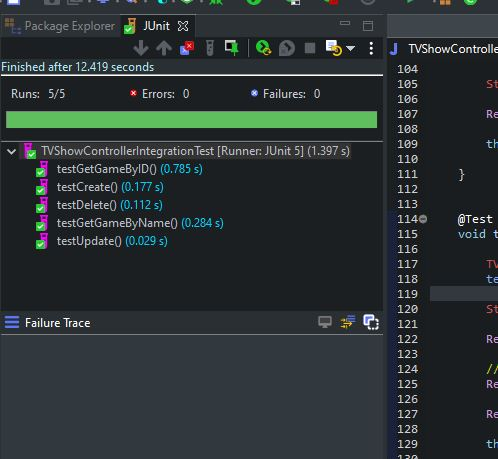 Package Explorer
JUnit
Finished after 12.419 seconds
Runs: 5/5
Errors: 0
Failures: 0
TVShowControllerIntegrationTest [Runner: JUnit 5] (1.397 s)
testGetGameByID() (0.785 s)
testCreate() (0.177 s)
testDelete() (0.112 s)
testGetGameByName() (0.284 s)
testUpdate() (0.029 s)
Failure Trace
TVShowControlle
104
105 St
106
107 Re
108
109 th
110
111 }
112
113
114 @Test
115 void t
116
117 TV
118 te
119
120 St
121
122 Re
123
124 //
125 Re
126
127 Re
128
129 th
130